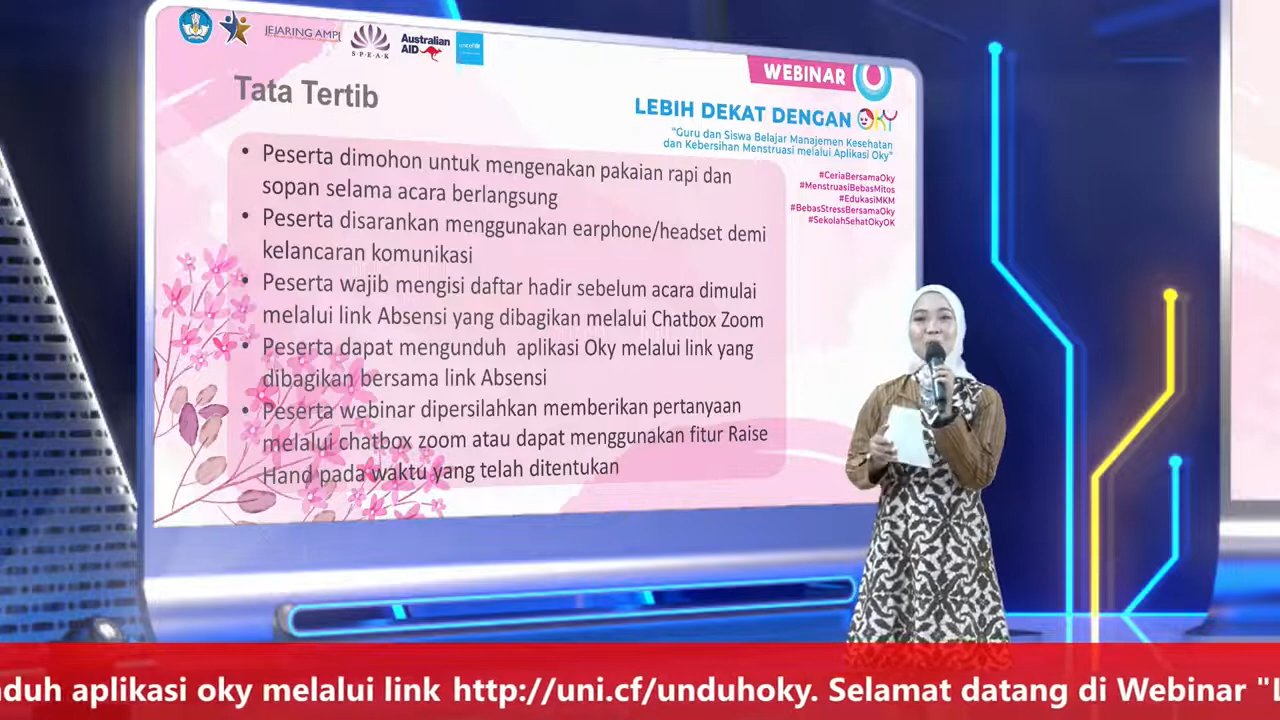 JEJARING AMPL
S·P·E·A·K
Australian
AID
unicef
WEBINAR
LEBIH DEKAT DENGAN OKY
"Guru dan Siswa Belajar Manajemen Kesehatan
dan Kebersihan Menstruasi melalui Aplikasi Oky"
#CeriaBersamaOky
#MenstruasiBebasMitos
#EdukasiMKM
#BebasStressBersamaOky
#SekolahSehatOkyOK
Tata Tertib
• Peserta dimohon untuk mengenakan pakaian rapi dan
sopan selama acara berlangsung
• Peserta disarankan menggunakan earphone/headset demi
kelancaran komunikasi
• Peserta wajib mengisi daftar hadir sebelum acara dimulai
melalui link Absensi yang dibagikan melalui Chatbox Zoom
• Peserta dapat mengunduh aplikasi Oky melalui link yang
dibagikan bersama link Absensi
• Peserta webinar dipersilahkan memberikan pertanyaan
melalui chatbox zoom atau dapat menggunakan fitur Raise
Hand pada waktu yang telah ditentukan
aplikasi oky melalui link http://uni.cf/unduhoky. Selamat datang di Webinar "